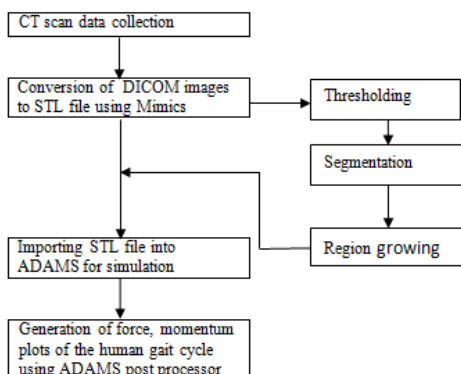 CT scan data collection
Conversion of DICOM images
to STL file using Mimics
Thresholding
Segmentation
Region growing
Importing STL file into
ADAMS for simulation
Generation of force, momentum
plots of the human gait cycle
using ADAMS post processor